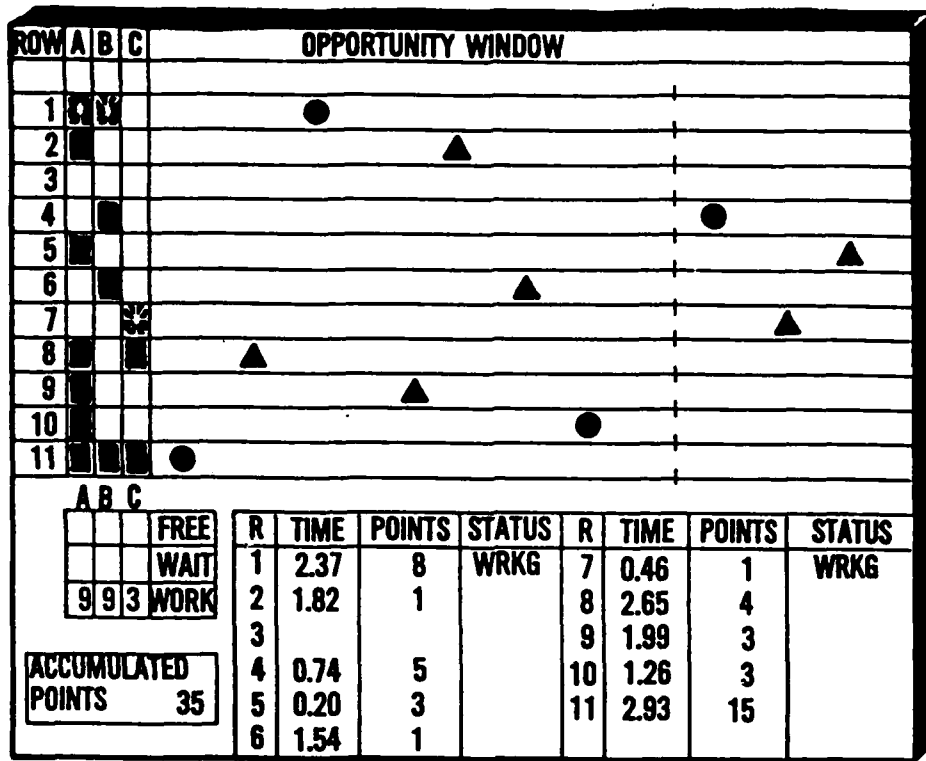 ROW A B C OPPORTUNITY WINDOW
1
2
3
4
5
6
7
8
9
10
11
A B C
FREE
WAIT
9 9 3 WORK
ACCUMULATED
POINTS 35
R TIME POINTS STATUS R TIME POINTS STATUS
1 2.37 8 WRKG 7 0.46 1 WRKG
2 1.82 1 8 2.65 4
3 9 1.99 3
4 0.74 5 10 1.26 3
5 0.20 3 11 2.93 15
6 1.54 1